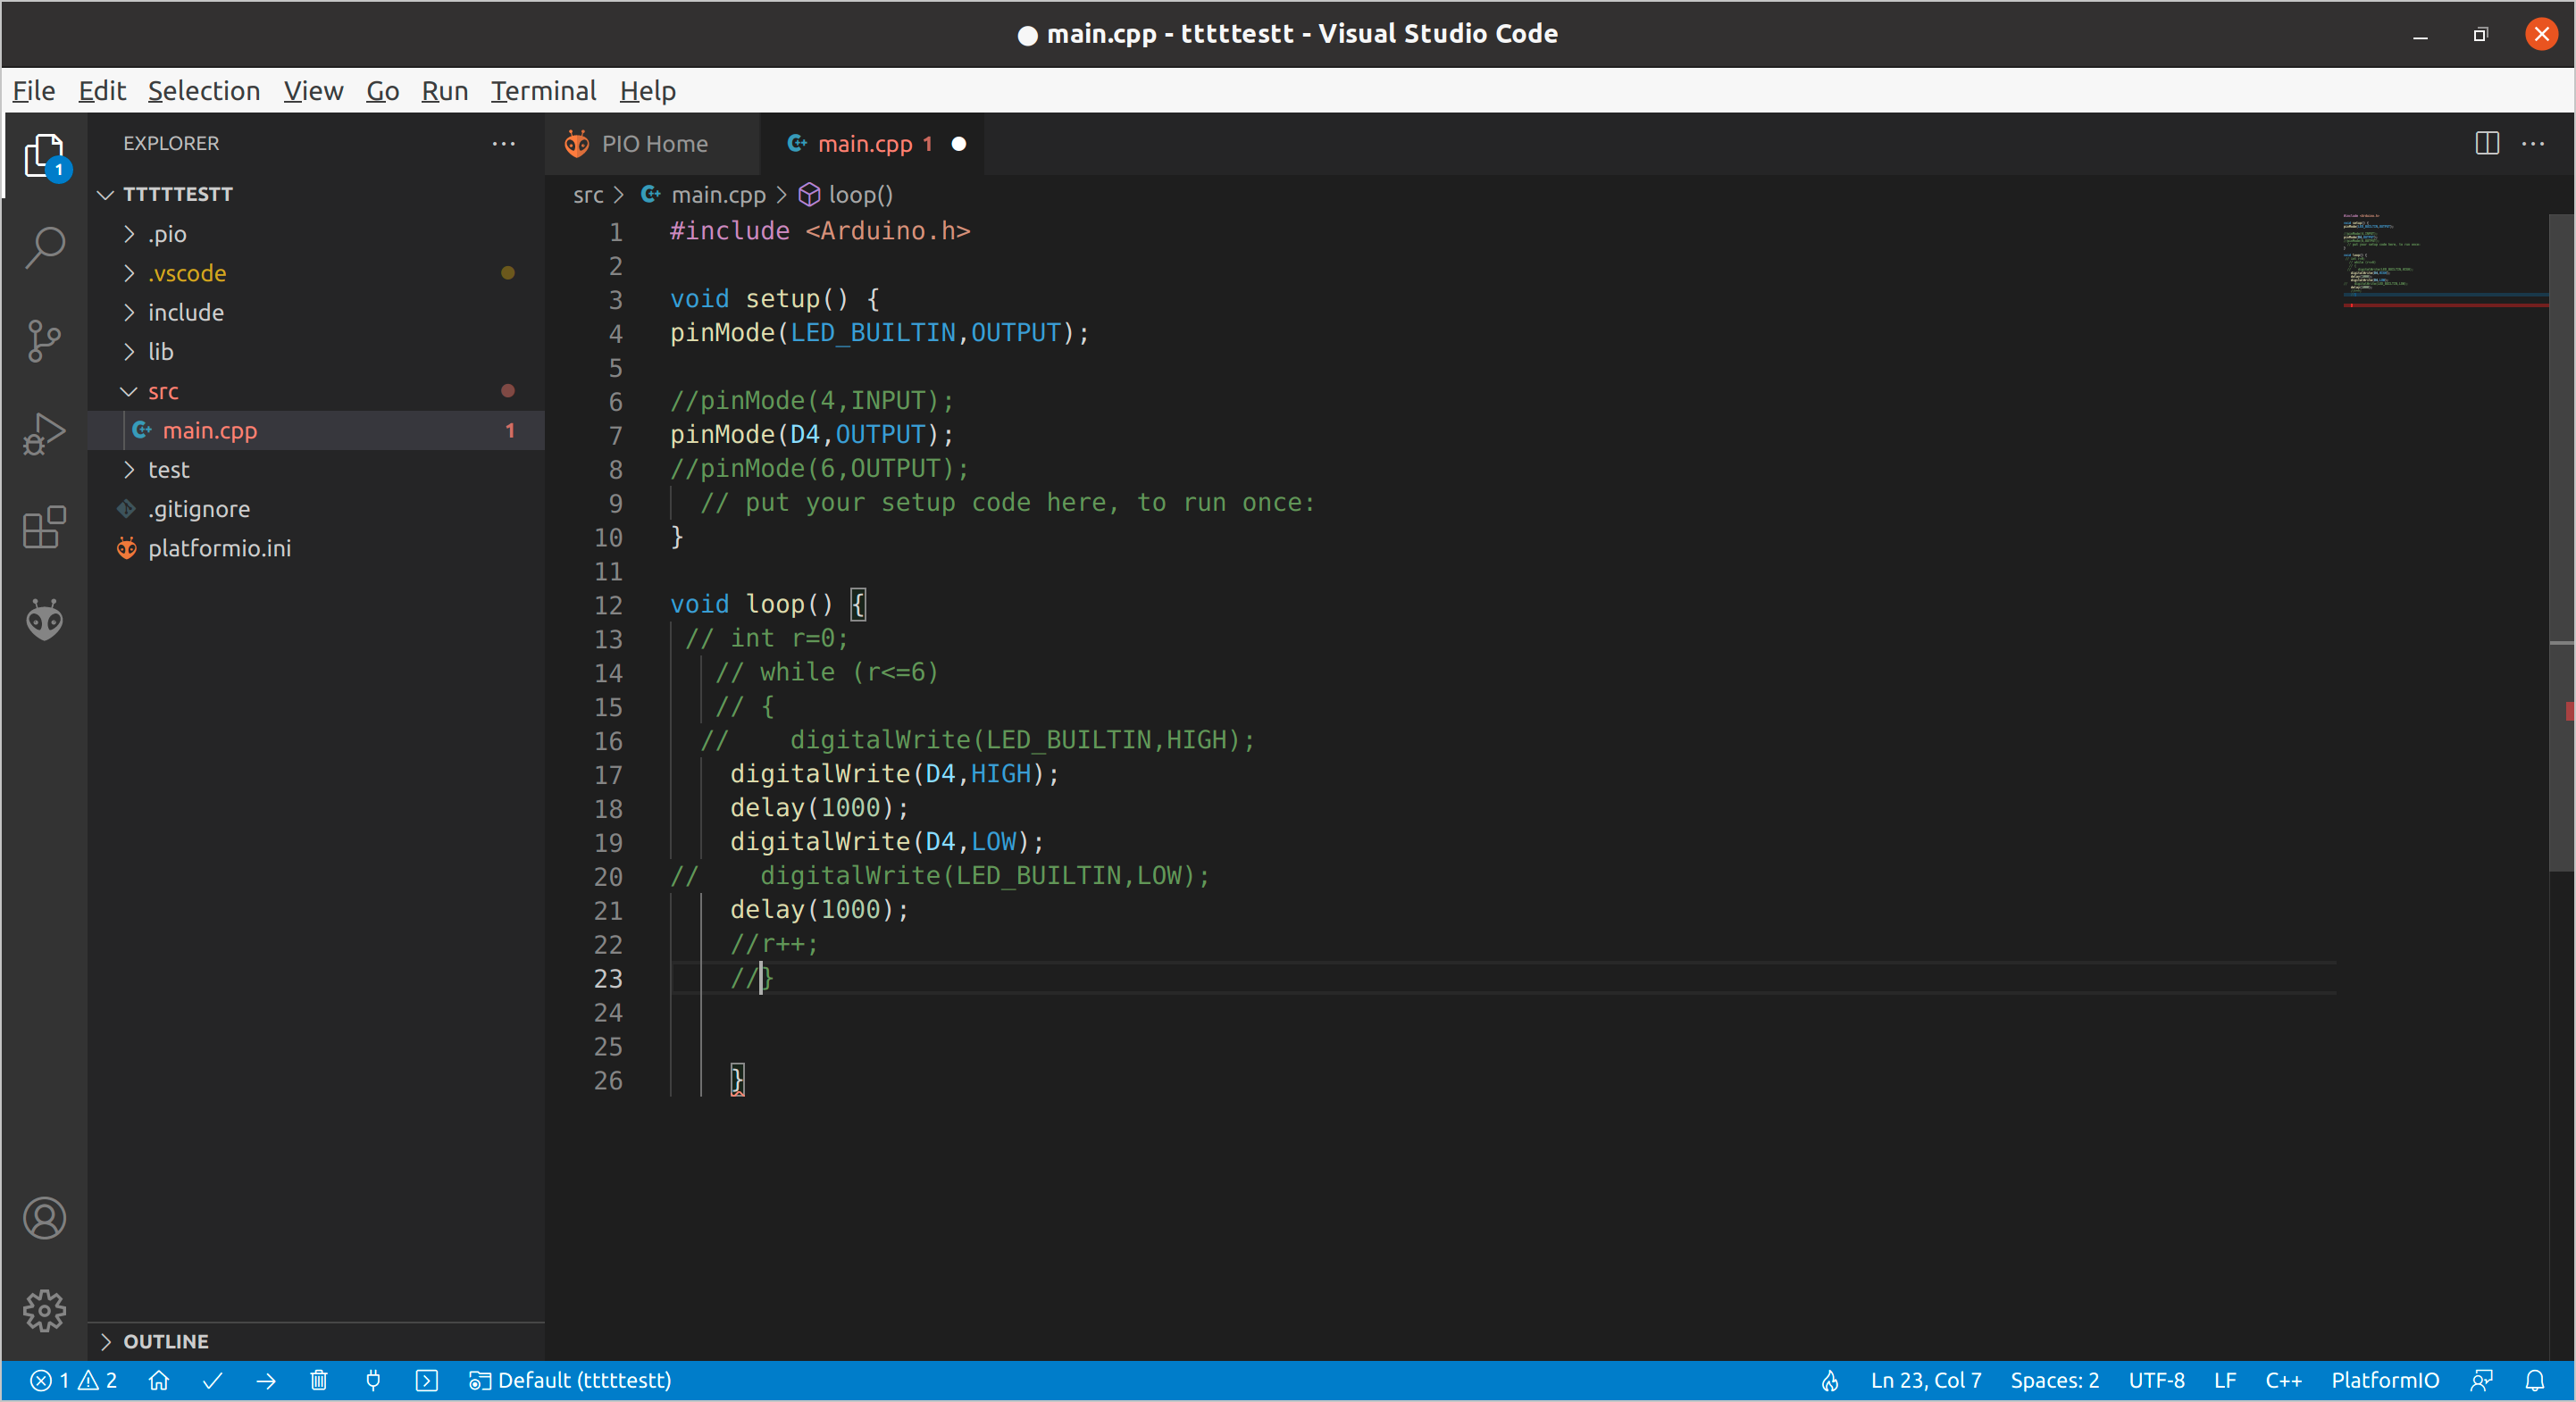 main.cpp - tttttestt - Visual Studio Code
File Edit Selection View Go Run Terminal Help
1
EXPLORER
TTTTTESTT
.pio
.vscode
include
lib
src
main.cpp 1
test
.gitignore
platformio.ini
OUTLINE
PIO Home
main.cpp 1
src > main.cpp > loop()
1 #include <Arduino.h>
2
3 void setup() {
4 pinMode(LED_BUILTIN,OUTPUT);
5
6 //pinMode(4,INPUT);
7 pinMode(D4,OUTPUT);
8 //pinMode(6,OUTPUT);
9 // put your setup code here, to run once:
10 }
11
12 void loop() {
13 // int r=0;
14 // while (r<=6)
15 // {
16 //    digitalWrite(LED_BUILTIN,HIGH);
17 digitalWrite(D4,HIGH);
18 delay(1000);
19 digitalWrite(D4,LOW);
20 //    digitalWrite(LED_BUILTIN,LOW);
21 delay(1000);
22 //r++;
23 //}
24
25
26 }
1 2 Default (tttttestt) Ln 23, Col 7 Spaces: 2 UTF-8 LF C++ PlatformIO